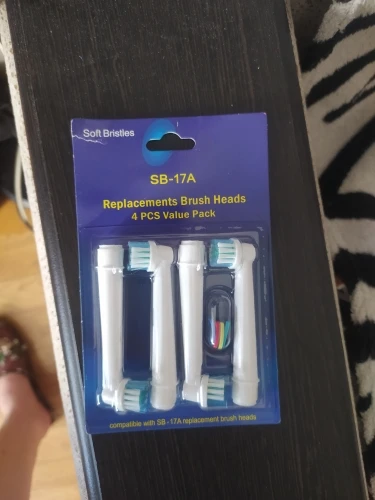 Soft Bristles
SB-17A
Replacements Brush Heads
4 PCS Value Pack
compatible with SB-17A replacement brush heads